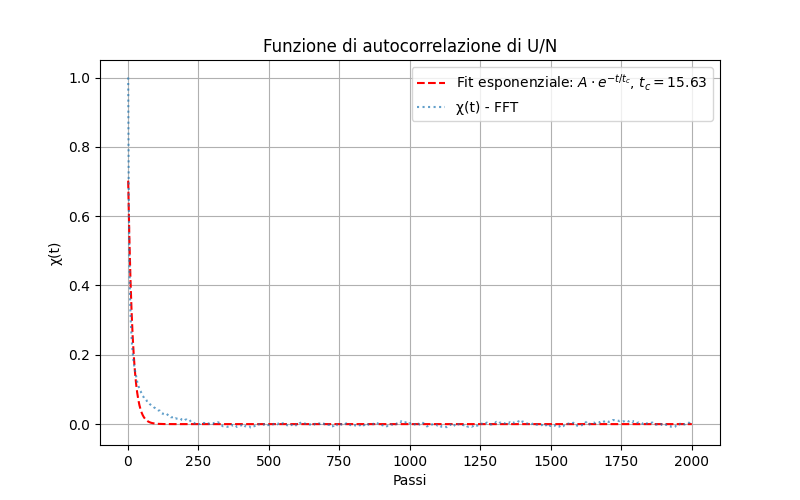 Funzione di autocorrelazione di U/N
Fit esponenziale: $A \cdot e^{-t/t_c}$, $t_c = 15.63$
χ(t) - FFT
χ(t)
1.0
0.8
0.6
0.4
0.2
0.0
0 250 500 750 1000 1250 1500 1750 2000
Passi